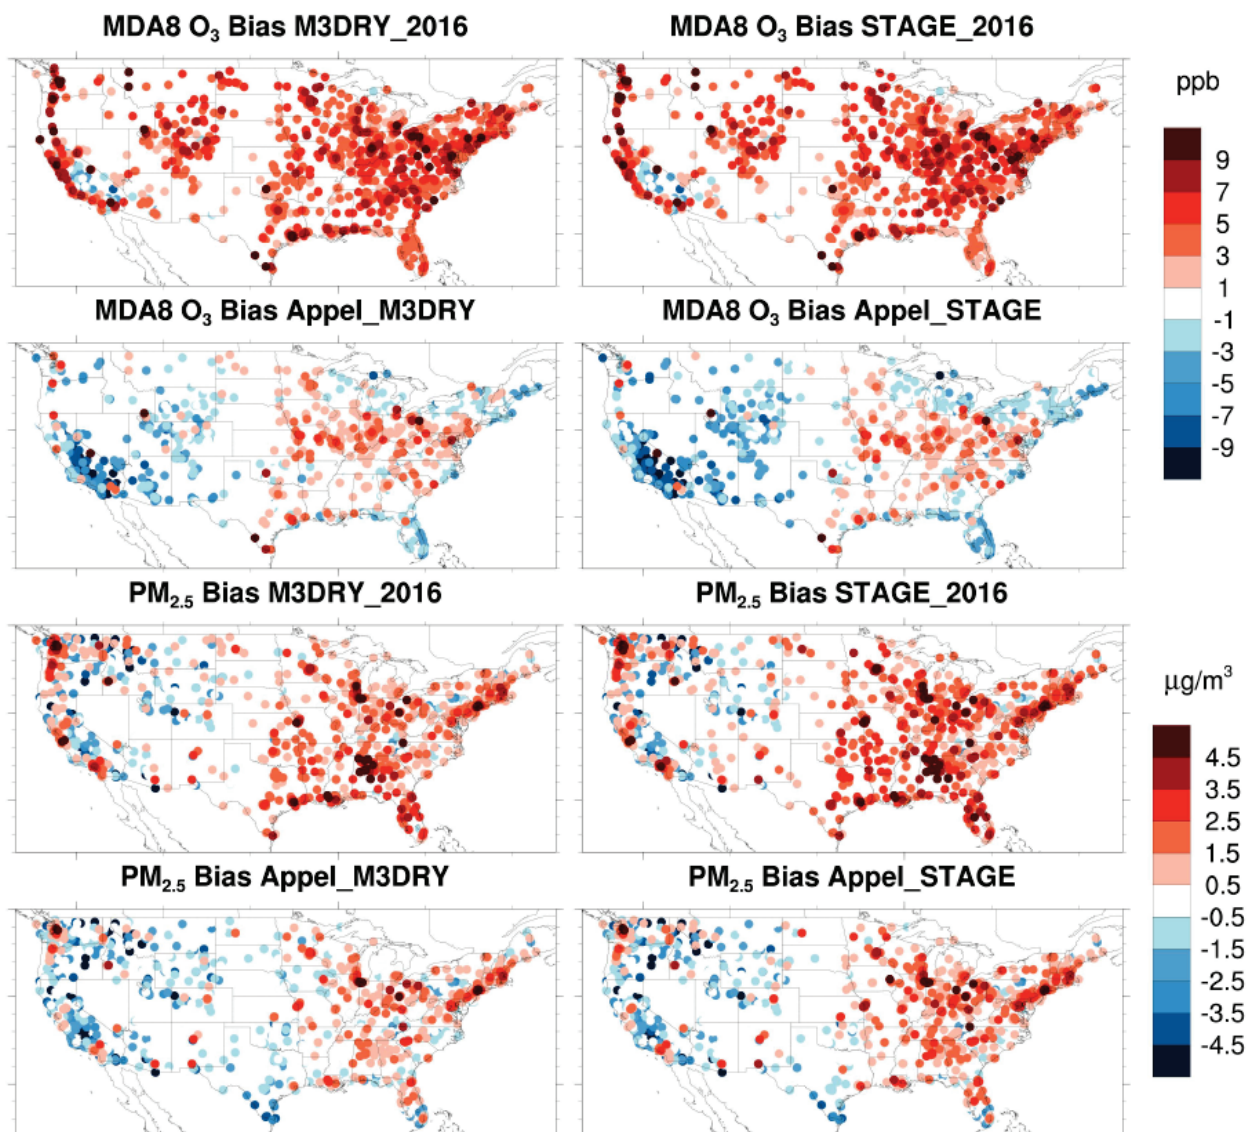 MDA8 O₃ Bias M3DRY_2016
MDA8 O₃ Bias STAGE_2016
ppb
9
7
5
3
1
-1
-3
-5
-7
-9
MDA8 O₃ Bias Appel_M3DRY
MDA8 O₃ Bias Appel_STAGE
PM₂.₅ Bias M3DRY_2016
PM₂.₅ Bias STAGE_2016
μg/m³
4.5
3.5
2.5
1.5
0.5
-0.5
-1.5
-2.5
-3.5
-4.5
PM₂.₅ Bias Appel_M3DRY
PM₂.₅ Bias Appel_STAGE